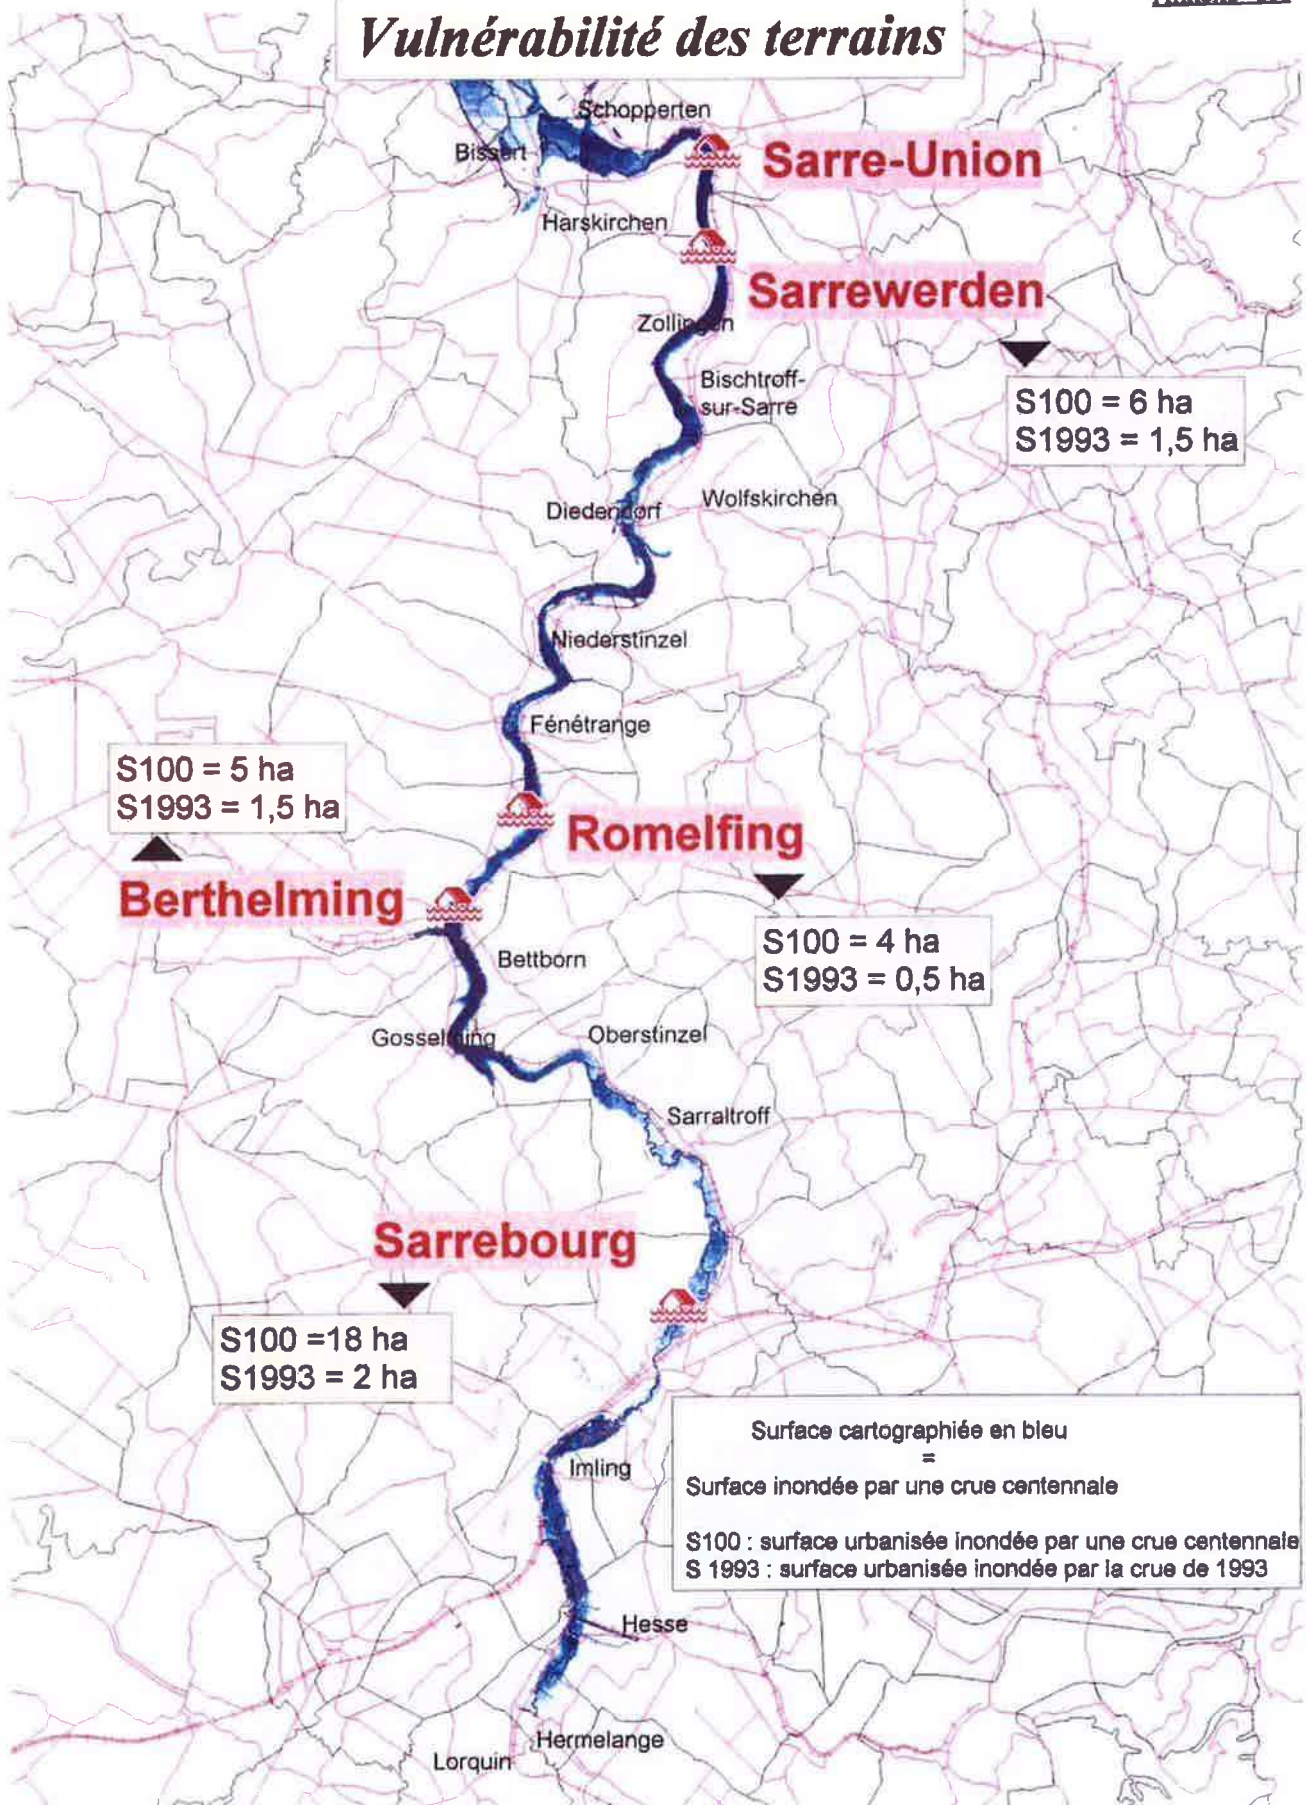 Vulnérabilité des terrains
Schopperten
Bissert
Sarre-Union
Harskirchen
Sarrewerden
Zollingen
Bischtroff-
sur-Sarre
S100 = 6 ha
S1993 = 1,5 ha
Wolfskirchen
Diedendorf
Niederstinzel
Fénétrange
S100 = 5 ha
S1993 = 1,5 ha
Romelfing
Berthelming
S100 = 4 ha
S1993 = 0,5 ha
Bettborn
Gosselming
Oberstinzel
Sarraltroff
Sarrebourg
S100 =18 ha
S1993 = 2 ha
Surface cartographiée en bleu
=
Surface inondée par une crue centennale
S100 : surface urbanisée inondée par une crue centennale
S 1993 : surface urbanisée inondée par la crue de 1993
Imling
Hesse
Hermelange
Lorquin